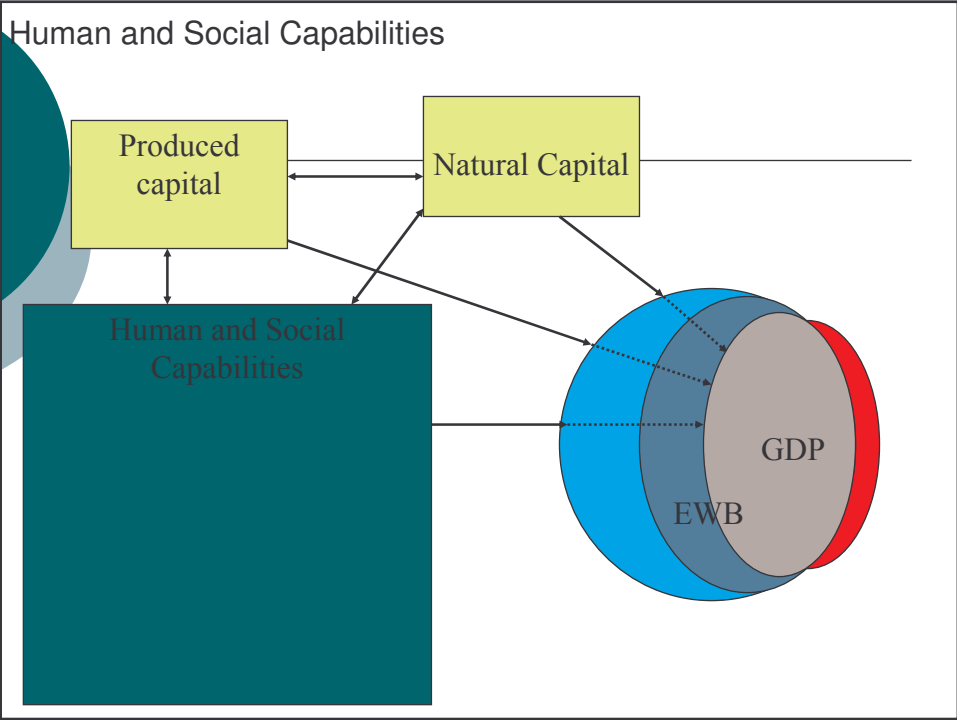 Human and Social Capabilities
Produced
capital
Natural Capital
Human and Social
Capabilities
GDP
EWB